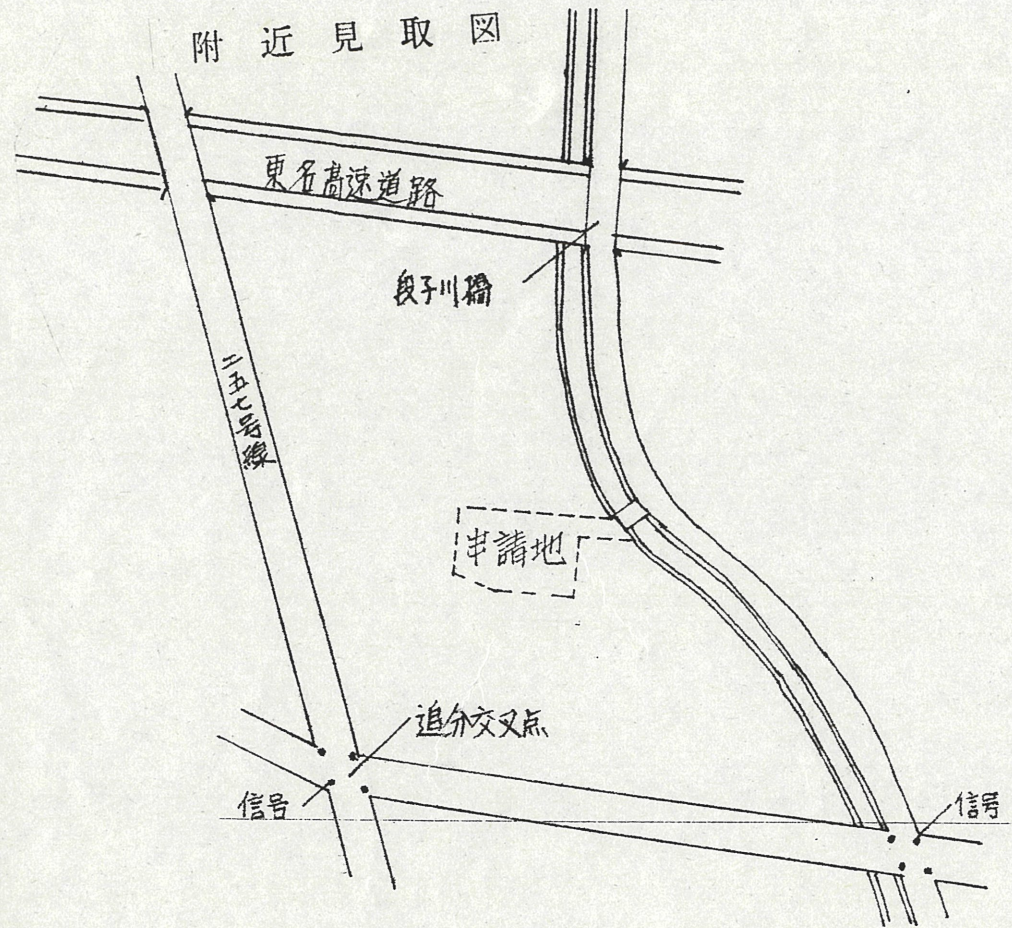 附近見取図
東名高速道路
段子川橋
二五七号線
申請地
追分交叉点
信号
信号